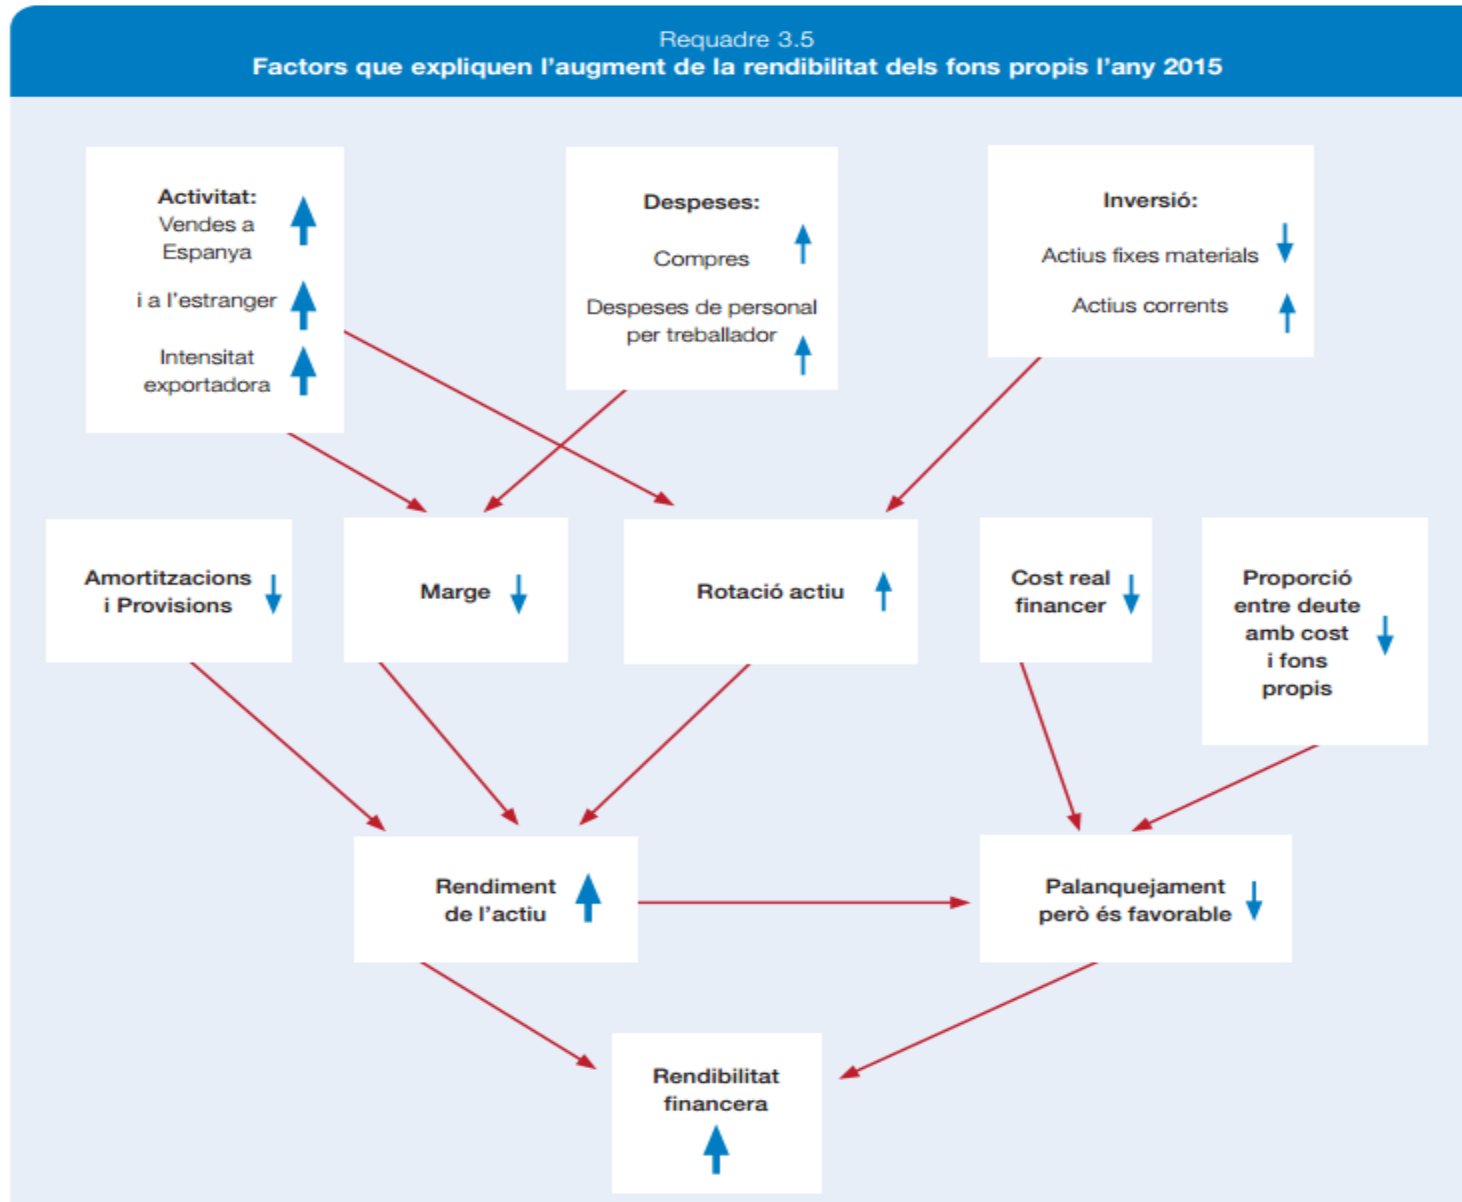 Requadre 3.5
Factors que expliquen l'augment de la rendibilitat dels fons propis l'any 2015
Activitat:
Vendes a
Espanya
i a l'estranger
Intensitat
exportadora
Despeses:
Compres
Despeses de personal
per treballador
Inversió:
Actius fixes materials
Actius corrents
Amortitzacions
i Provisions
Marge
Rotació actiu
Cost real
financer
Proporció
entre deute
amb cost
i fons
propis
Rendiment
de l'actiu
Palanquejament
però és favorable
Rendibilitat
financera